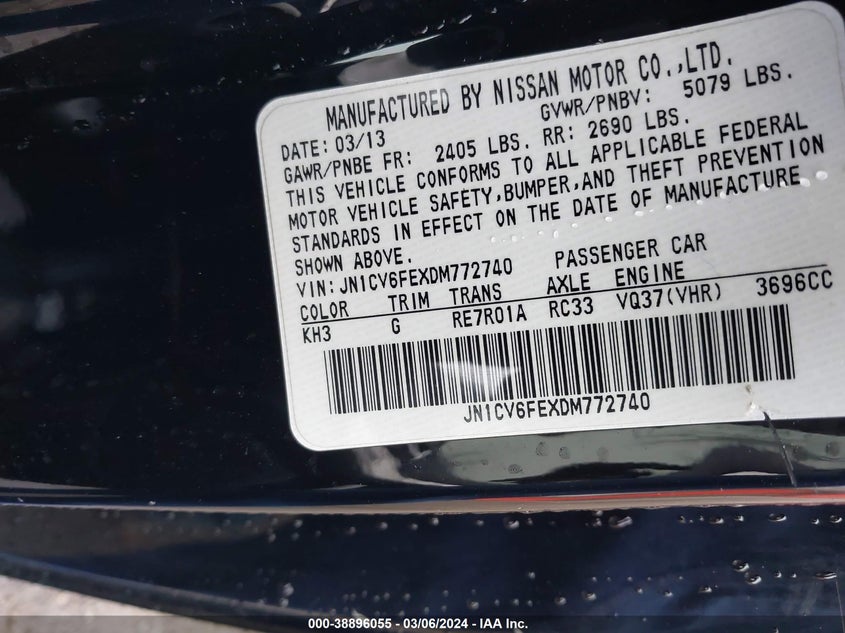 MANUFACTURED BY NISSAN MOTOR CO.,LTD.
DATE: 03/13 GVWR/PNBV: 5079 LBS.
GAWR/PNBE FR: 2405 LBS. RR: 2690 LBS.
THIS VEHICLE CONFORMS TO ALL APPLICABLE FEDERAL
MOTOR VEHICLE SAFETY,BUMPER,AND THEFT PREVENTION
STANDARDS IN EFFECT ON THE DATE OF MANUFACTURE
SHOWN ABOVE.
VIN: JN1CV6FEXDM772740 PASSENGER CAR
COLOR TRIM TRANS AXLE ENGINE
KH3 G RE7R01A RC33 VQ37(VHR) 3696CC
JN1CV6FEXDM772740
000-38896055 — 03/06/2024 — IAA Inc.